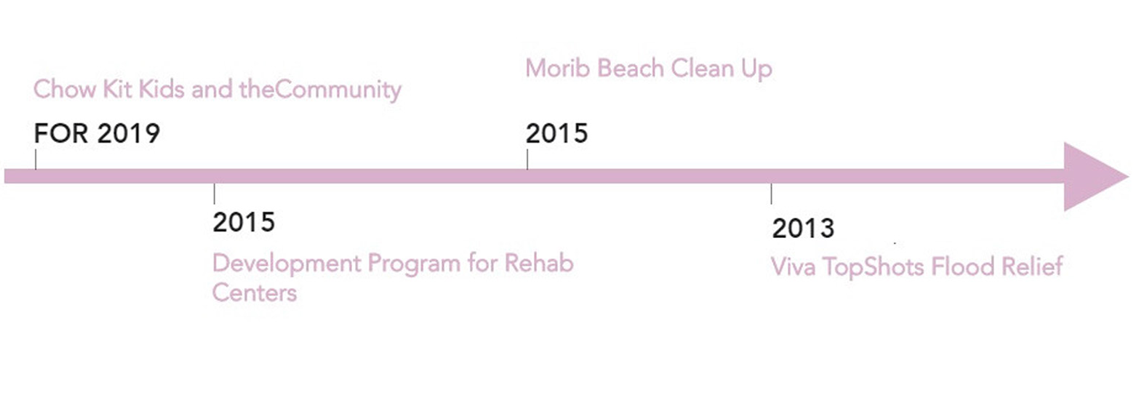 Chow Kit Kids and theCommunity
FOR 2019
2015
Development Program for Rehab
Centers
Morib Beach Clean Up
2015
2013
Viva TopShots Flood Relief